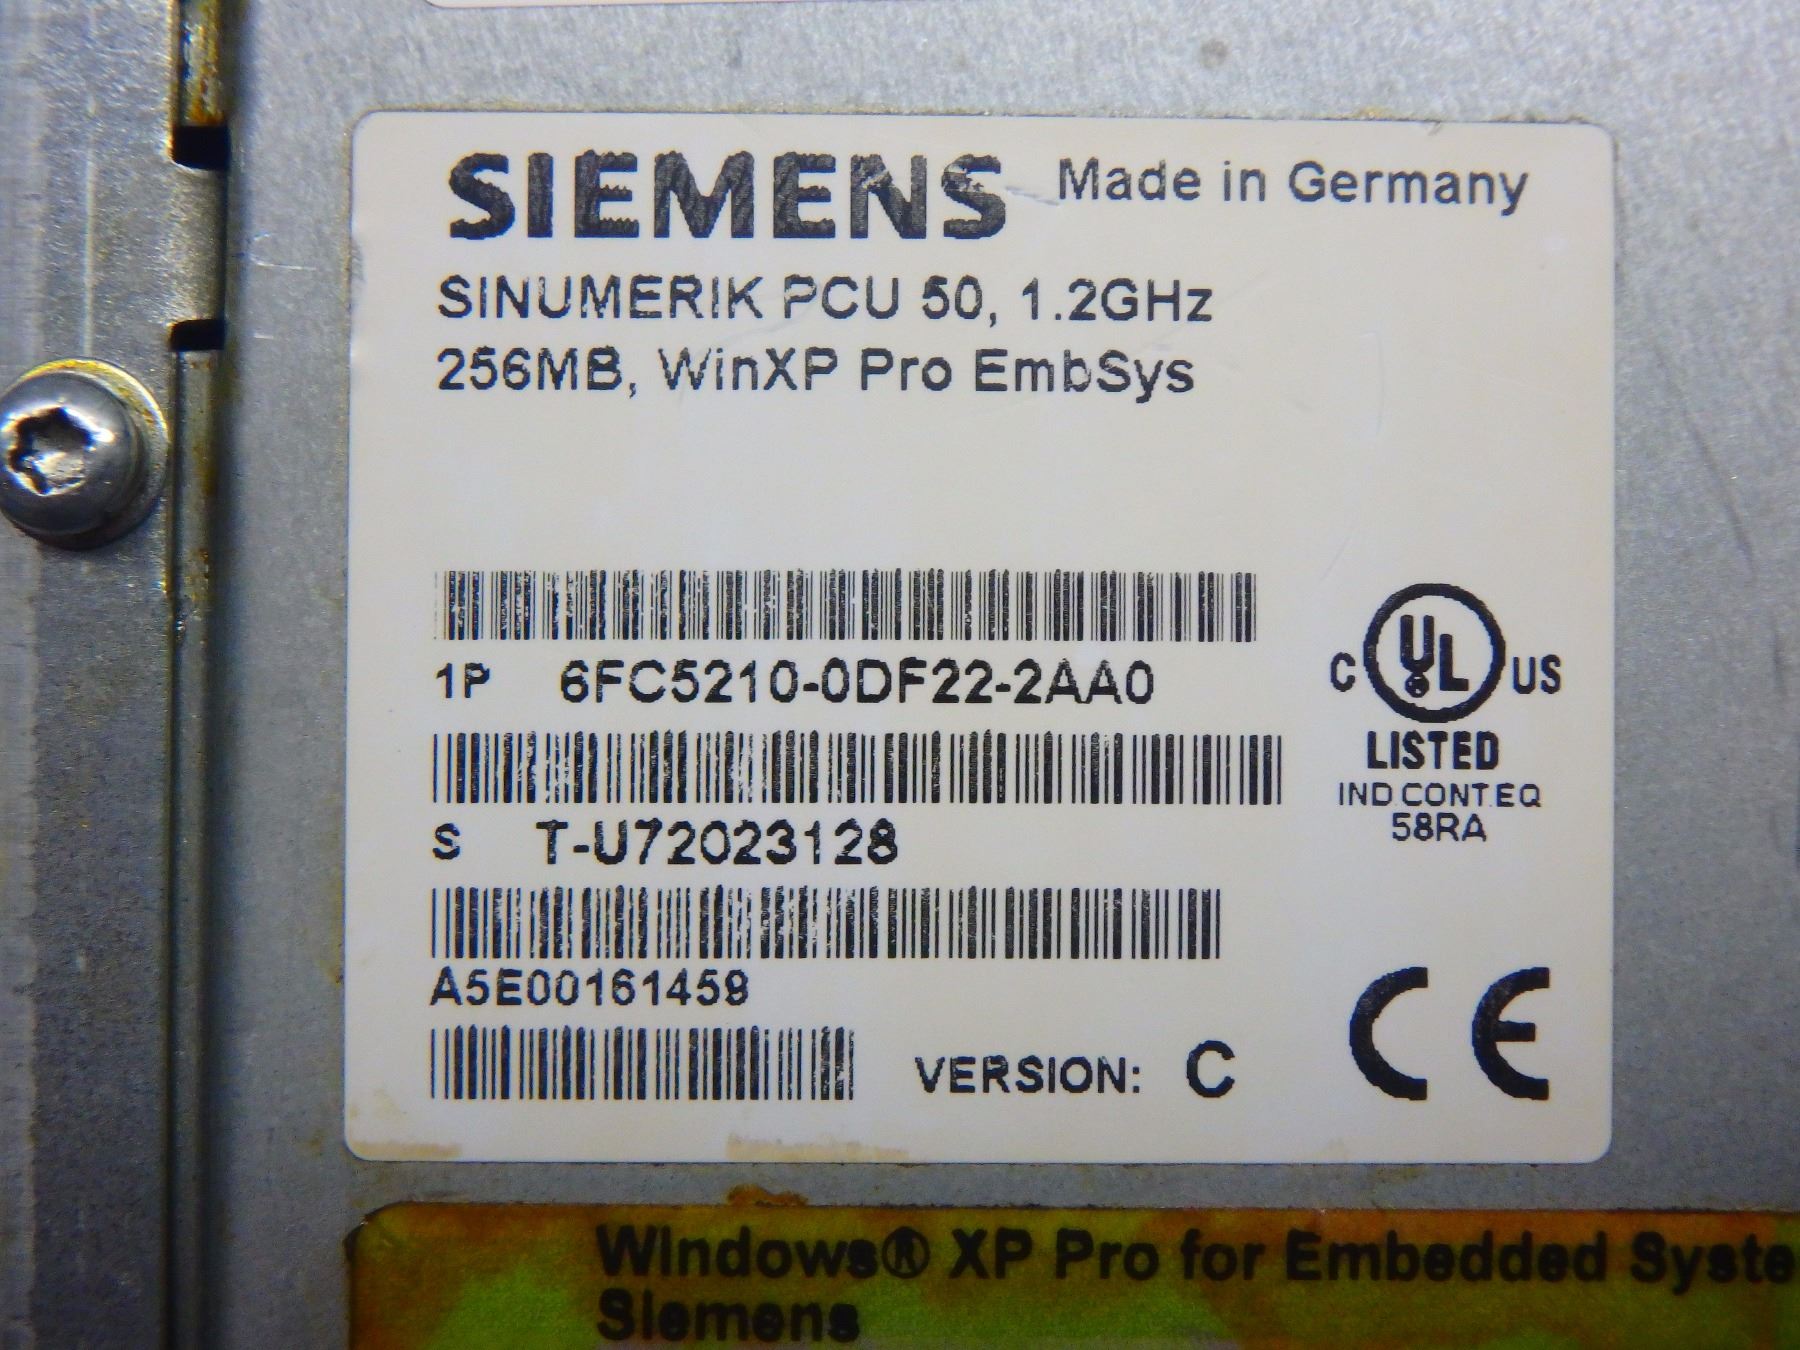 SIEMENS Made in Germany
SINUMERIK PCU 50, 1.2GHz
256MB, WinXP Pro EmbSys
1P 6FC5210-0DF22-2AA0
C UL US
LISTED
IND.CONT.EQ
58RA
S T-U72023128
A5E00161459
VERSION: C
CE
Windows® XP Pro for Embedded Syste
Siemens